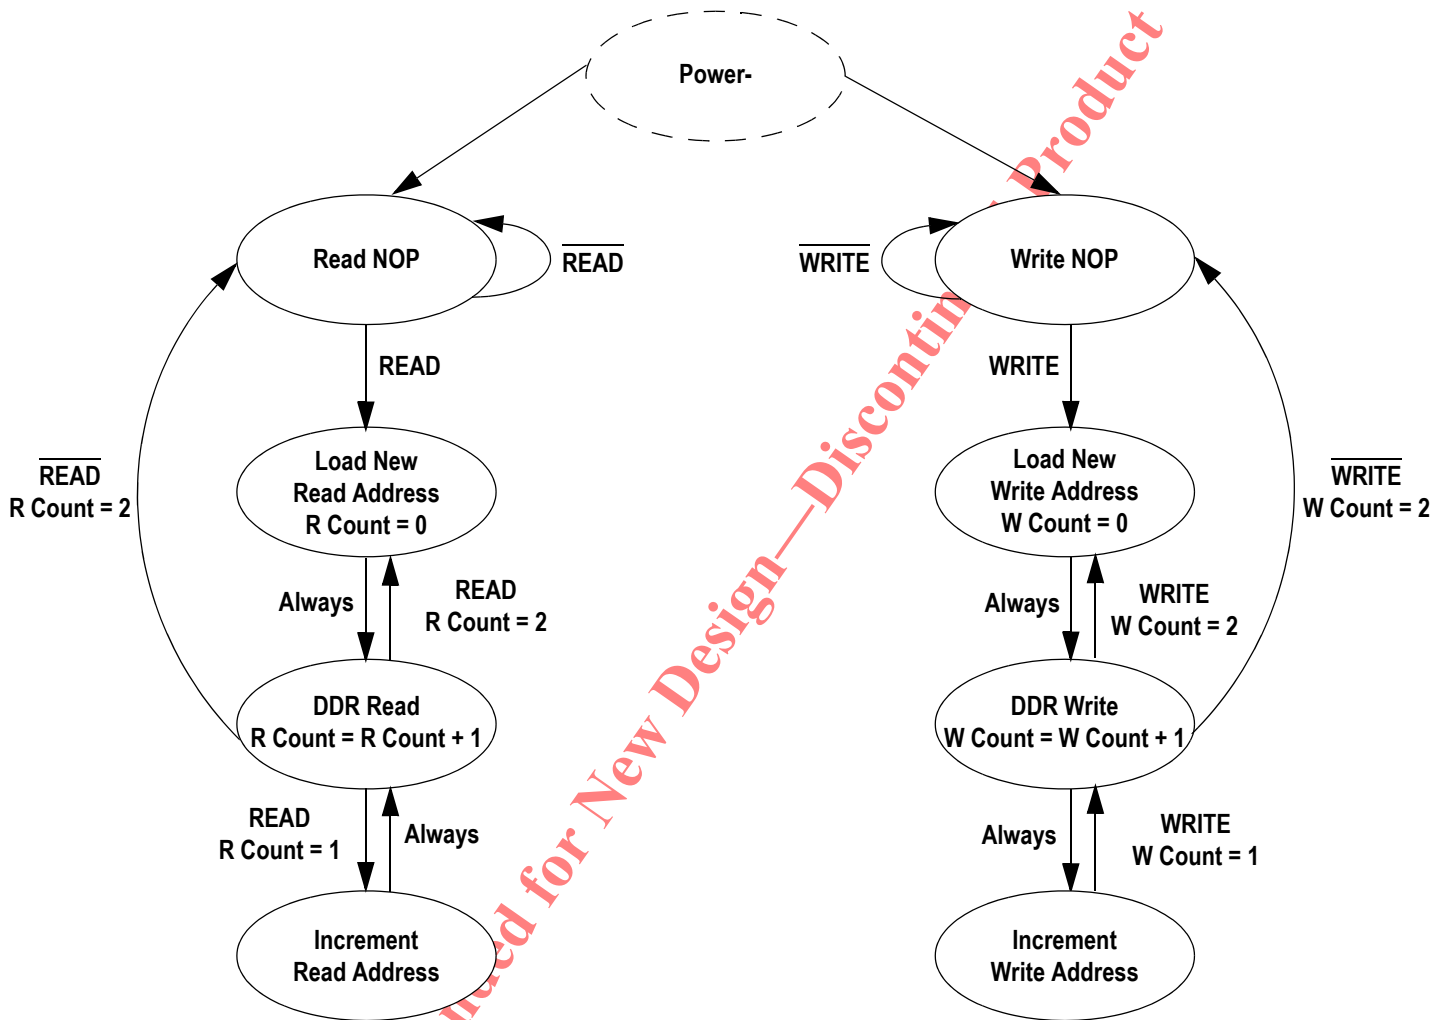 Power-
Read NOP
READ
WRITE
Write NOP
READ
WRITE
Load New
Read Address
R Count = 0
Load New
Write Address
W Count = 0
READ
R Count = 2
WRITE
W Count = 2
Always
READ
R Count = 2
Always
WRITE
W Count = 2
DDR Read
R Count = R Count + 1
DDR Write
W Count = W Count + 1
READ
R Count = 1
Always
Always
WRITE
W Count = 1
Increment
Read Address
Increment
Write Address
for New Design—Product